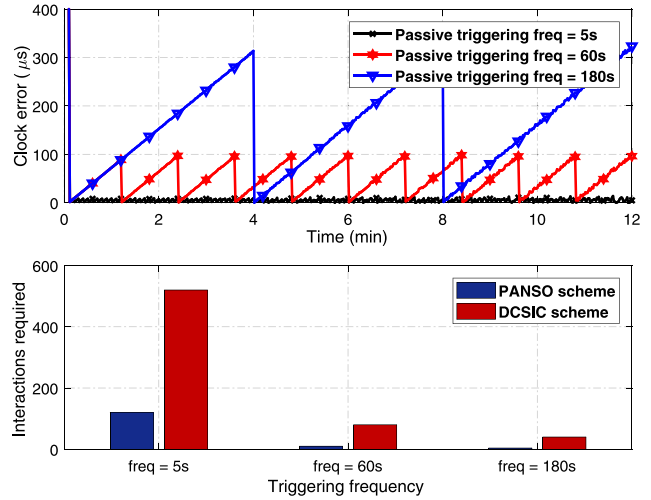 400
300
200
100
0
Clock error ( μs)
Passive triggering freq = 5s
Passive triggering freq = 60s
Passive triggering freq = 180s
0 2 4 6 8 10 12
Time (min)
600
400
200
0
Interactions required
PANSO scheme
DCSIC scheme
freq = 5s freq = 60s freq = 180s
Triggering frequency